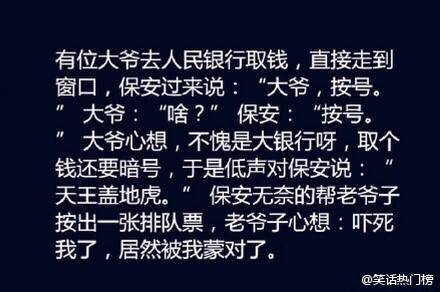 有位大爷去人民银行取钱，直接走到
窗口，保安过来说：“大爷，按号。
” 大爷：“啥？” 保安：“按号。
” 大爷心想，不愧是大银行呀，取个
钱还要暗号，于是低声对保安说：“
天王盖地虎。” 保安无奈的帮老爷子
按出一张排队票，老爷子心想：吓死
我了，居然被我蒙对了。
@笑话热门榜